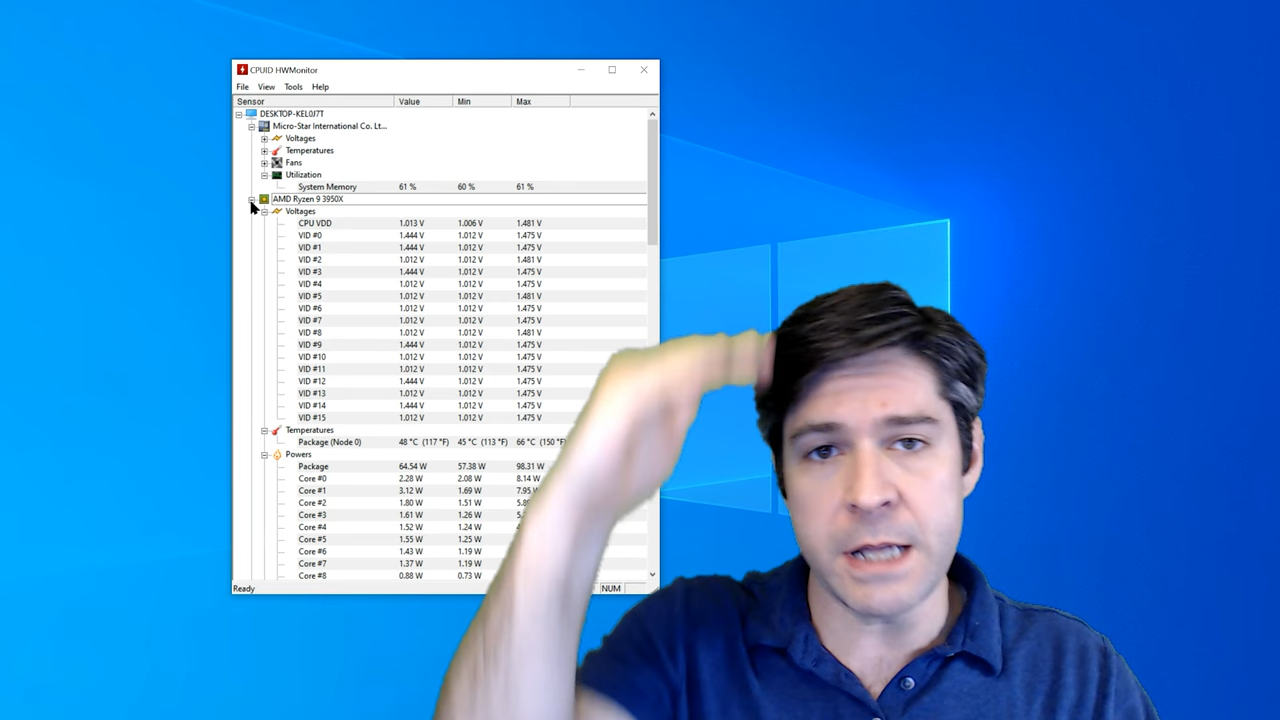 CPUID HWMonitor
File View Tools Help
Sensor Value Min Max
DESKTOP-KEL0J7T
Micro-Star International Co. Lt...
Voltages
Temperatures
Fans
Utilization
System Memory 61 % 60 % 61 %
AMD Ryzen 9 3950X
Voltages
CPU VDD 1.013 V 1.006 V 1.481 V
VID #0 1.444 V 1.012 V 1.475 V
VID #1 1.444 V 1.012 V 1.475 V
VID #2 1.012 V 1.012 V 1.481 V
VID #3 1.444 V 1.012 V 1.475 V
VID #4 1.012 V 1.012 V 1.475 V
VID #5 1.012 V 1.012 V 1.481 V
VID #6 1.012 V 1.012 V 1.475 V
VID #7 1.012 V 1.012 V 1.475 V
VID #8 1.012 V 1.012 V 1.481 V
VID #9 1.444 V 1.012 V 1.475 V
VID #10 1.012 V 1.012 V 1.475 V
VID #11 1.012 V 1.012 V 1.475 V
VID #12 1.444 V 1.012 V 1.475 V
VID #13 1.012 V 1.012 V 1.475 V
VID #14 1.444 V 1.012 V 1.475 V
VID #15 1.012 V 1.012 V 1.475 V
Temperatures
Package (Node 0) 48 °C (117 °F) 45 °C (113 °F) 66 °C (150 °F)
Powers
Package 64.54 W 57.38 W 98.31 W
Core #0 2.28 W 2.08 W 8.14 W
Core #1 3.12 W 1.69 W 7.95 W
Core #2 1.80 W 1.51 W
Core #3 1.61 W 1.26 W
Core #4 1.52 W 1.24 W
Core #5 1.55 W 1.25 W
Core #6 1.43 W 1.19 W
Core #7 1.37 W 1.19 W
Core #8 0.88 W 0.73 W
Ready NUM